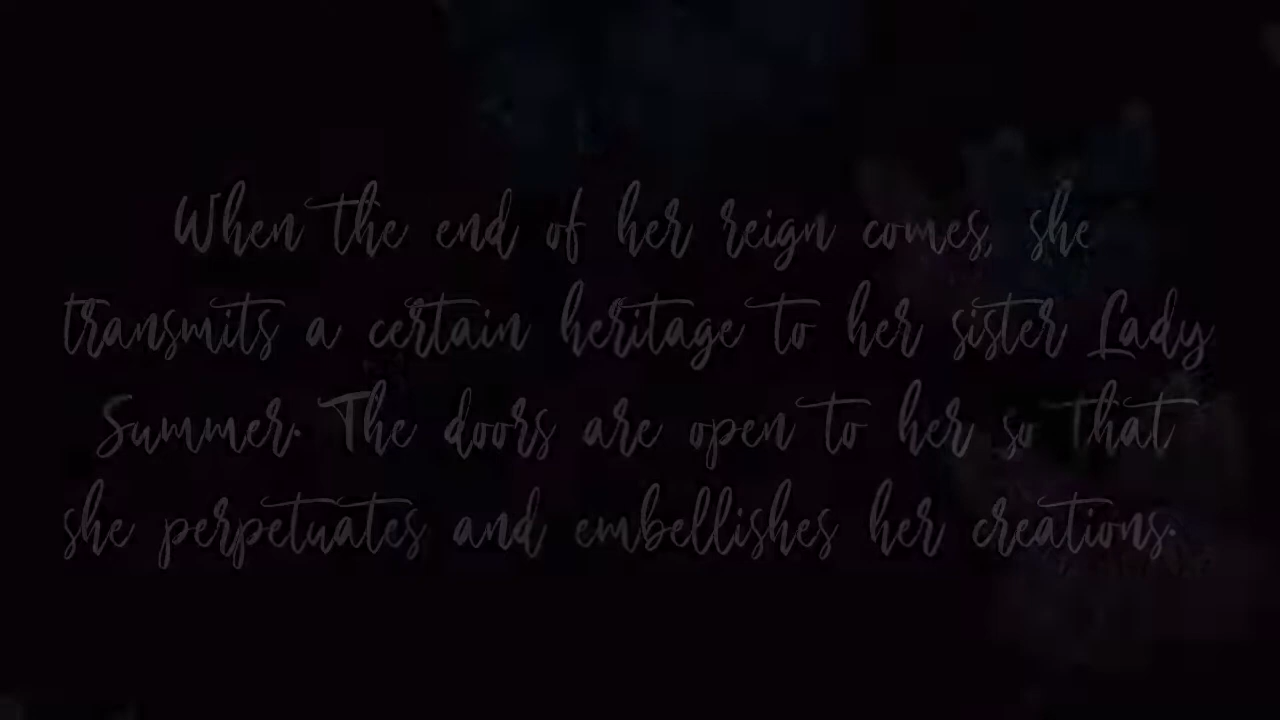 When the end of her reign comes, she
transmits a certain heritage to her sister Lady
Summer. The doors are open to her so that
she perpetuates and embellishes her creations.